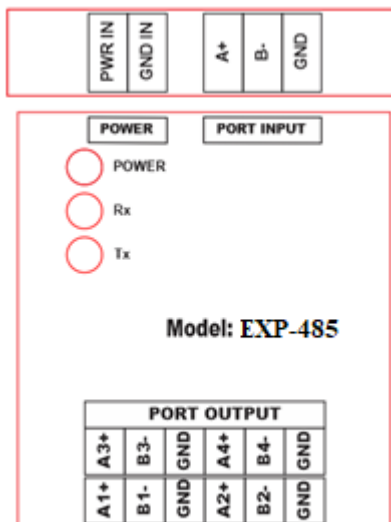 PWR IN GND IN A+ B- GND
POWER PORT INPUT
POWER
Rx
Tx
Model: EXP-485
PORT OUTPUT
A3+ B3- GND A4+ B4- GND
A1+ B1- GND A2+ B2- GND